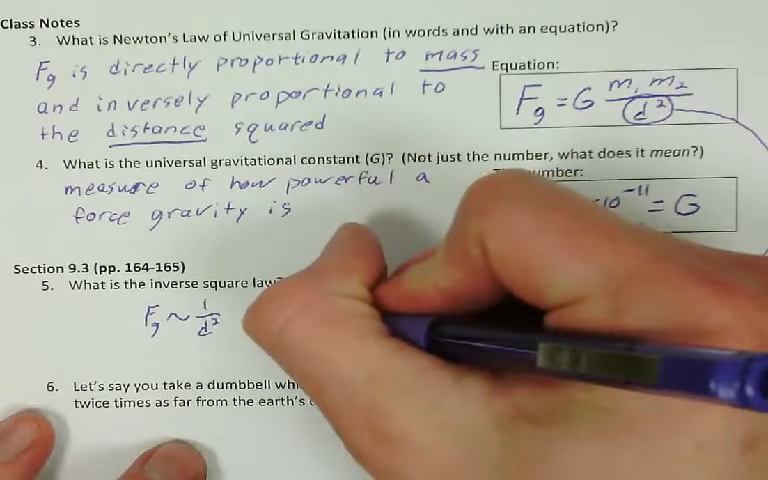 Class Notes
3. What is Newton's Law of Universal Gravitation (in words and with an equation)?
Fg is directly proportional to mass
Equation:
and inversely proportional to
Fg = G m1 m2 / d²
the distance squared
4. What is the universal gravitational constant (G)? (Not just the number, what does it mean?)
measure of how powerful a
umber:
force gravity is
10⁻¹¹ = G
Section 9.3 (pp. 164-165)
5. What is the inverse square law
Fg ~ 1/d²
6. Let's say you take a dumbbell
twice times as far from the earth's